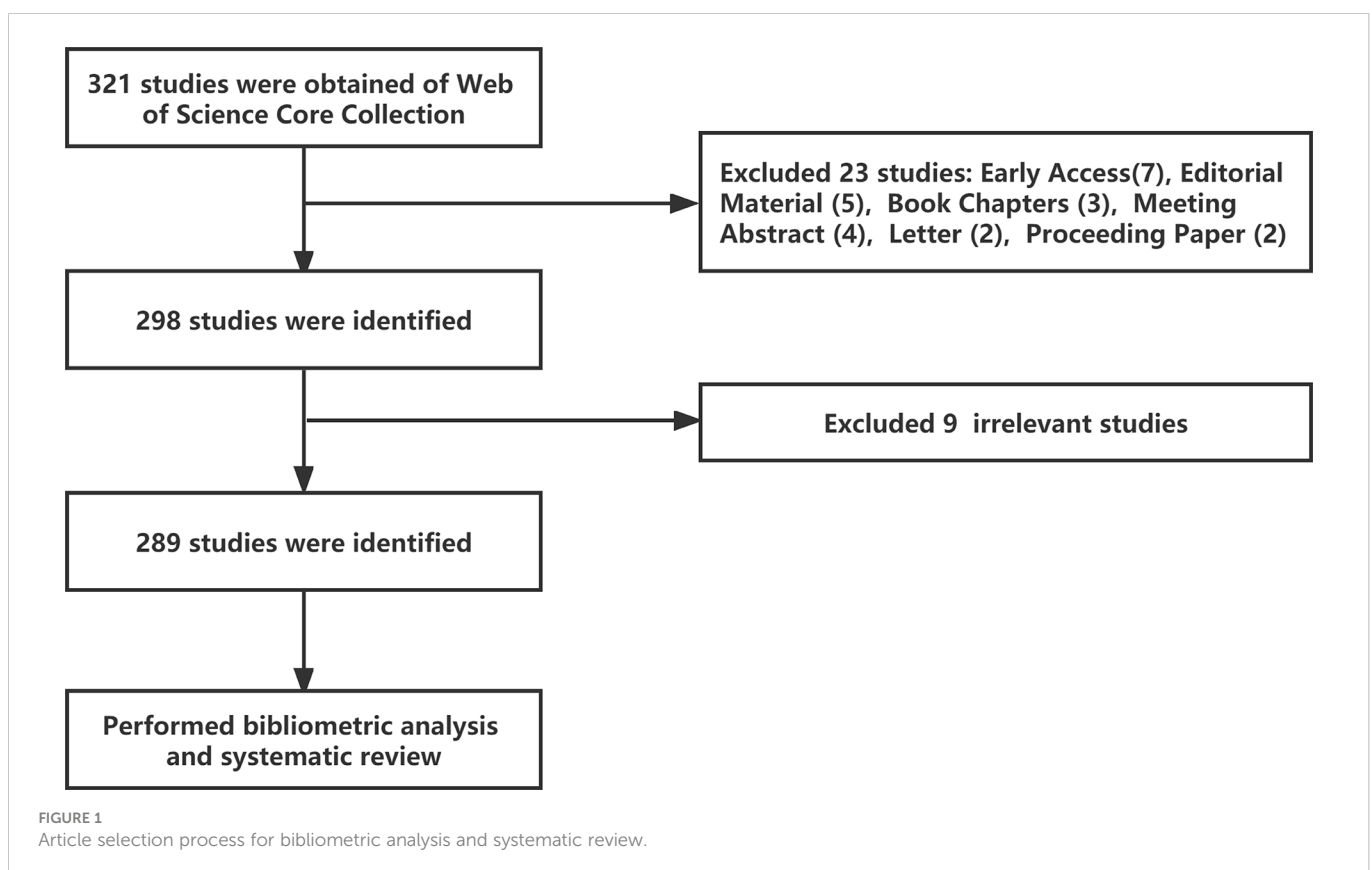 321 studies were obtained of Web
of Science Core Collection
Excluded 23 studies: Early Access(7), Editorial
Material (5), Book Chapters (3), Meeting
Abstract (4), Letter (2), Proceeding Paper (2)
298 studies were identified
Excluded 9 irrelevant studies
289 studies were identified
Performed bibliometric analysis
and systematic review
FIGURE 1
Article selection process for bibliometric analysis and systematic review.